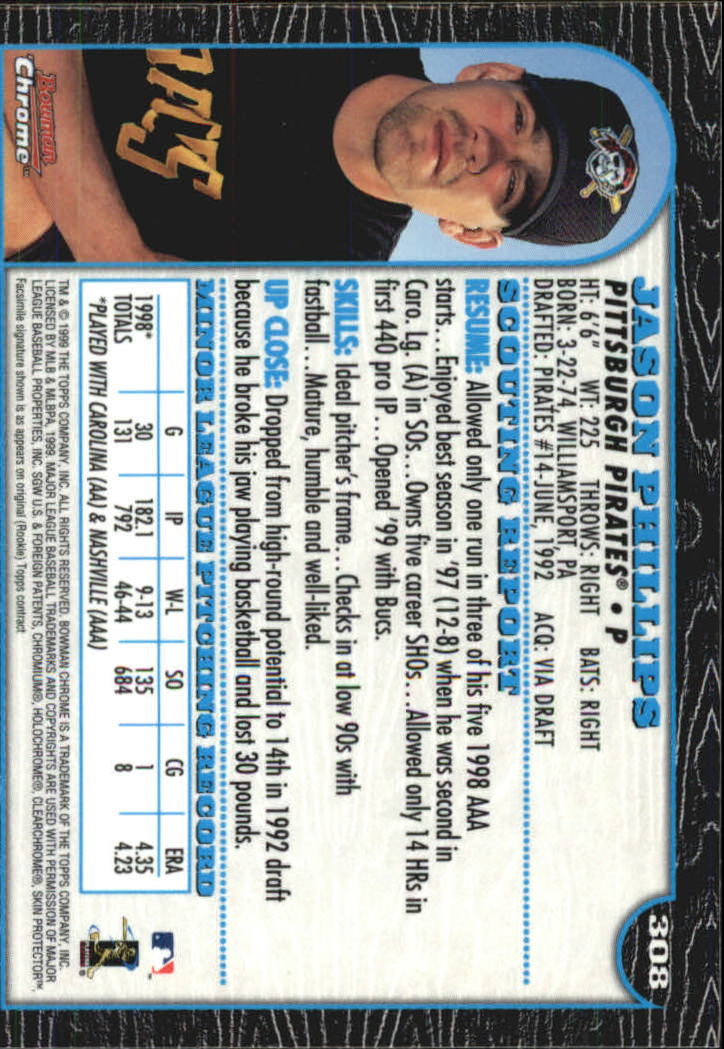 308
JASON PHILLIPS
PITTSBURGH PIRATES® • P
HT: 6'6" WT: 225 THROWS: RIGHT BATS: RIGHT
BORN: 3-22-74, WILLIAMSPORT, PA
DRAFTED: PIRATES #14-JUNE, 1992 ACQ: VIA DRAFT
SCOUTING REPORT
RESUME: Allowed only one run in three of his five 1998 AAA
starts... Enjoyed best season in '97 (12-8) when he was second in
Caro. Lg. (A) in SOs... Owns five career SHOs... Allowed only 14 HRs in
first 440 pro IP... Opened '99 with Bucs.
SKILLS: Ideal pitcher's frame... Checks in at low 90s with
fastball... Mature, humble and well-liked.
UP CLOSE: Dropped from high-round potential to 14th in 1992 draft
because he broke his jaw playing basketball and lost 30 pounds.
MINOR LEAGUE PITCHING RECORD
G IP W-L SO CG ERA
1998* 30 182.1 9-13 135 1 4.35
TOTALS 131 792 46-44 684 8 4.23
*PLAYED WITH CAROLINA (AA) & NASHVILLE (AAA)
TM & © 1999 THE TOPPS COMPANY, INC. ALL RIGHTS RESERVED. BOWMAN CHROME IS A TRADEMARK OF THE TOPPS COMPANY, INC.
LICENSED BY MLB & MLBPA, 1999. MAJOR LEAGUE BASEBALL TRADEMARKS AND COPYRIGHTS ARE USED WITH PERMISSION OF MAJOR
LEAGUE BASEBALL PROPERTIES, INC. SGW U.S. & FOREIGN PATENTS, CHROMIUM®, HOLOCHROME®, CLEARCHROME®, SKIN PROTECTOR™,
Facsimile signature shown is as appears on original (Rookie) Topps contract
Bowman
Chrome™